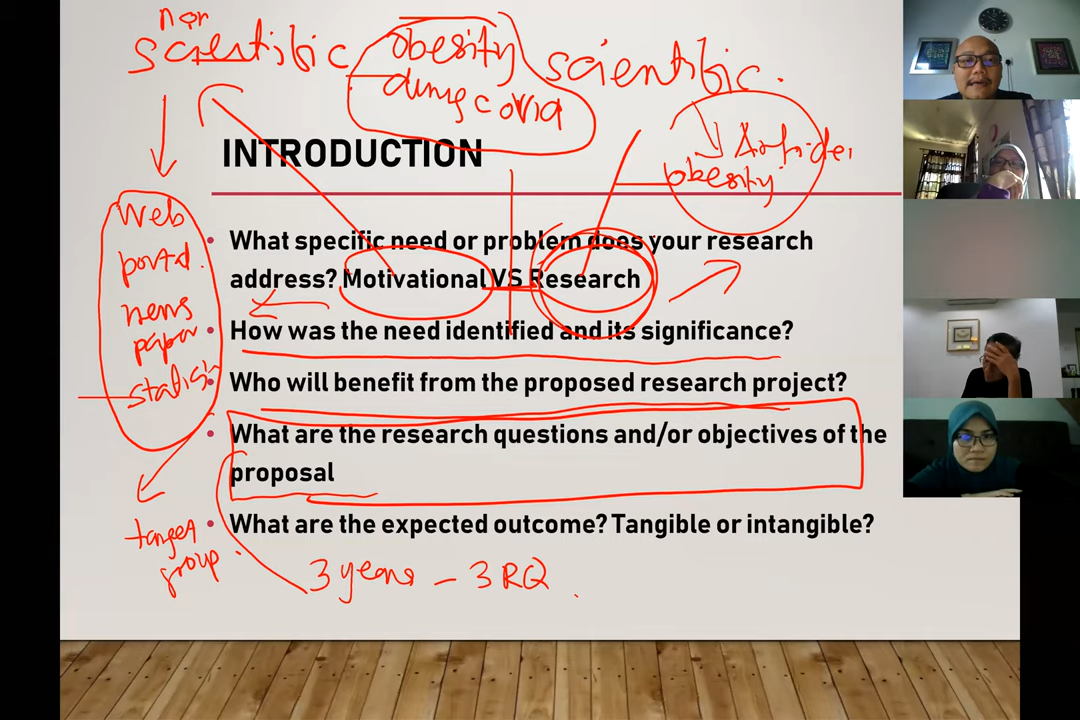 non
scientific
obesity
during covid
scientific.
Articles
obesity
INTRODUCTION
Web
portal.
news
paper
target
group
• What specific need or problem does your research
address? Motivational VS Research
• How was the need identified and its significance?
• Who will benefit from the proposed research project?
• What are the research questions and/or objectives of the
proposal
• What are the expected outcome? Tangible or intangible?
3 years - 3 RQ